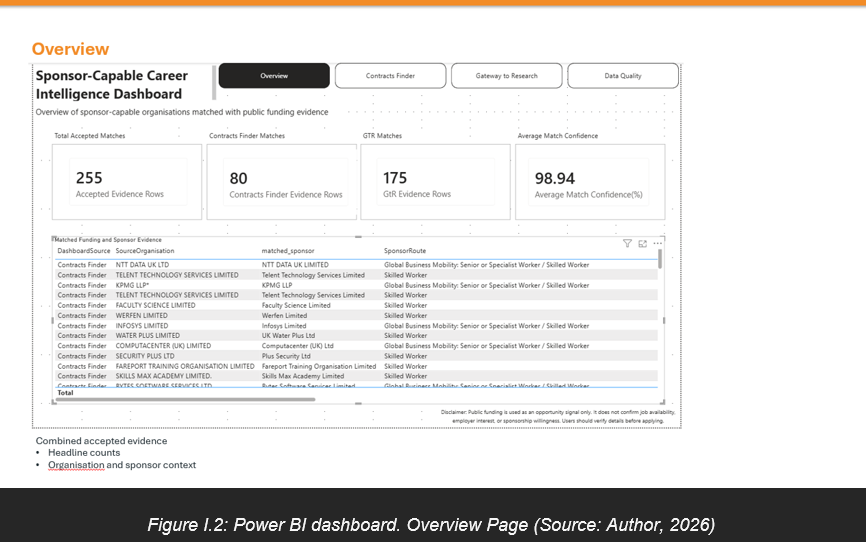 Overview
Sponsor-Capable Career
Intelligence Dashboard
Overview
Contracts Finder
Gateway to Research
Data Quality
Overview of sponsor-capable organisations matched with public funding evidence
Total Accepted Matches
Contracts Finder Matches
GTR Matches
Average Match Confidence
255
Accepted Evidence Rows
80
Contracts Finder Evidence Rows
175
GtR Evidence Rows
98.94
Average Match Confidence(%)
Matched Funding and Sponsor Evidence
DashboardSource SourceOrganisation matched_sponsor SponsorRoute
Contracts Finder NTT DATA UK LTD NTT DATA UK LIMITED Global Business Mobility: Senior or Specialist Worker / Skilled Worker
Contracts Finder TELENT TECHNOLOGY SERVICES LIMITED Telent Technology Services Limited Skilled Worker
Contracts Finder KPMG LLP* KPMG LLP Global Business Mobility: Senior or Specialist Worker / Skilled Worker
Contracts Finder TELENT TECHNOLOGY SERVICES LIMITED Telent Technology Services Limited Skilled Worker
Contracts Finder FACULTY SCIENCE LIMITED Faculty Science Limited Skilled Worker
Contracts Finder WERFEN LIMITED Werfen Limited Skilled Worker
Contracts Finder INFOSYS LIMITED Infosys Limited Global Business Mobility: Senior or Specialist Worker / Skilled Worker
Contracts Finder WATER PLUS LIMITED UK Water Plus Ltd Skilled Worker
Contracts Finder COMPUTACENTER (UK) LIMITED Computacenter (UK) Ltd Global Business Mobility: Senior or Specialist Worker / Skilled Worker
Contracts Finder SECURITY PLUS LTD Plus Security Ltd Skilled Worker
Contracts Finder FAREPORT TRAINING ORGANISATION LIMITED Fareport Training Organisation Limited Skilled Worker
Contracts Finder SKILLS MAX ACADEMY LIMITED. Skills Max Academy Limited Skilled Worker
Contracts Finder BYTES SOFTWARE SERVICES LTD Bytes Software Services Limited Global Business Mobility: Senior or Specialist Worker / Skilled Worker
Total
Disclaimer: Public funding is used as an opportunity signal only. It does not confirm job availability,
employer interest, or sponsorship willingness. Users should verify details before applying.
Combined accepted evidence
• Headline counts
• Organisation and sponsor context
Figure I.2: Power BI dashboard. Overview Page (Source: Author, 2026)